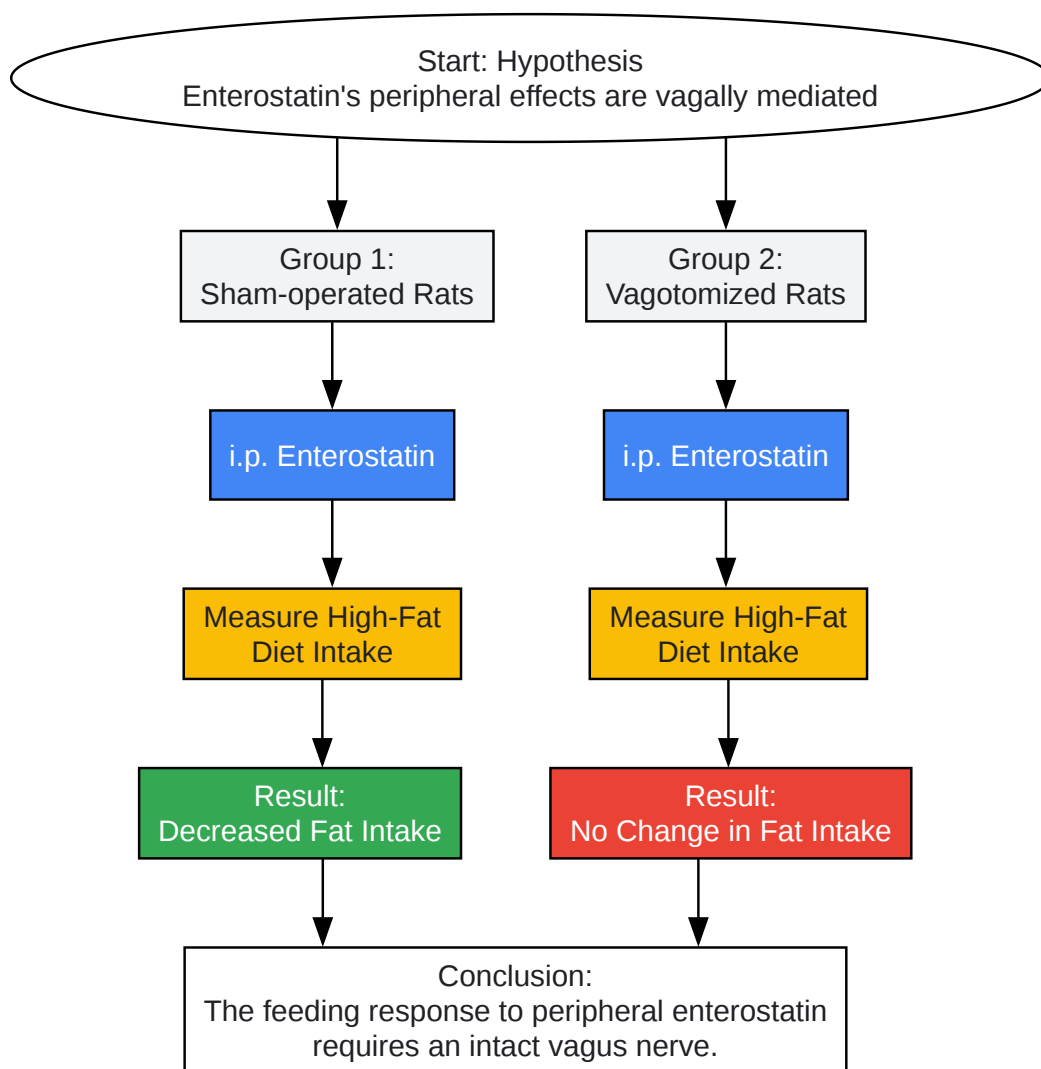 Start: Hypothesis
Enterostatin's peripheral effects are vagally mediated
Group 1:
Sham-operated Rats
Group 2:
Vagotomized Rats
i.p. Enterostatin
i.p. Enterostatin
Measure High-Fat
Diet Intake
Measure High-Fat
Diet Intake
Result:
Decreased Fat Intake
Result:
No Change in Fat Intake
Conclusion:
The feeding response to peripheral enterostatin
requires an intact vagus nerve.